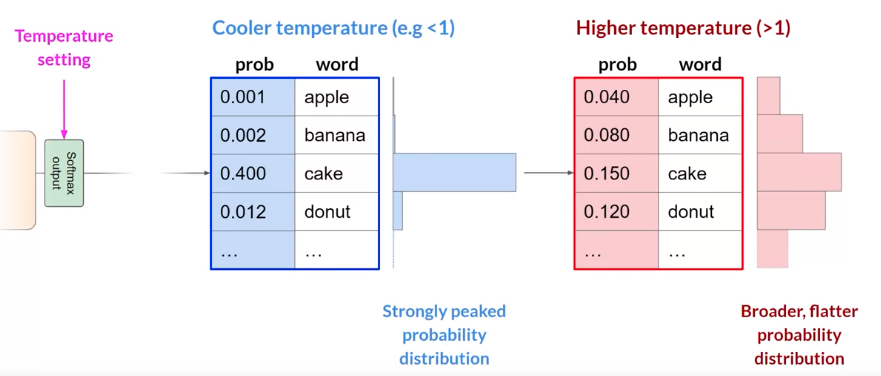 Cooler temperature (e.g <1)
Higher temperature (>1)
Temperature
setting
prob word
prob word
Softmax
output
0.001 apple
0.002 banana
0.400 cake
0.012 donut
... ...
0.040 apple
0.080 banana
0.150 cake
0.120 donut
... ...
Strongly peaked
probability
distribution
Broader, flatter
probability
distribution